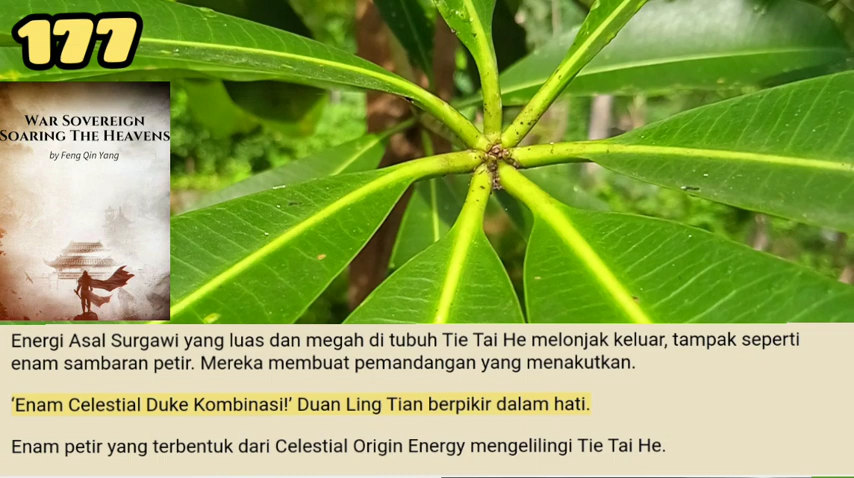 177
WAR SOVEREIGN
SOARING THE HEAVENS
by Feng Qin Yang
Energi Asal Surgawi yang luas dan megah di tubuh Tie Tai He melonjak keluar, tampak seperti
enam sambaran petir. Mereka membuat pemandangan yang menakutkan.
'Enam Celestial Duke Kombinasi!' Duan Ling Tian berpikir dalam hati.
Enam petir yang terbentuk dari Celestial Origin Energy mengelilingi Tie Tai He.